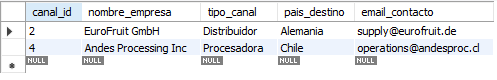 canal_id nombre_empresa tipo_canal pais_destino email_contacto
2 EuroFruit GmbH Distribuidor Alemania supply@eurofruit.de
4 Andes Processing Inc Procesadora Chile operations@andesproc.cl
NULL NULL NULL NULL NULL